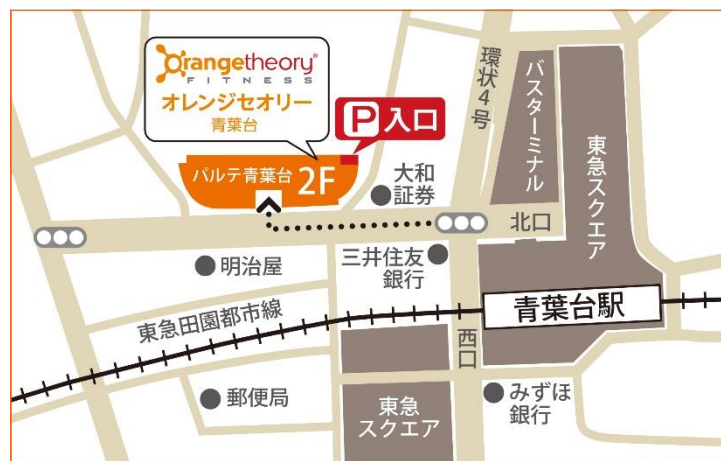 orangetheory®
FITNESS
オレンジセオリー
青葉台
P入口
パルテ青葉台 2F
大和
証券
環状4号
バスターミナル
東急スクエア
北口
明治屋
三井住友
銀行
東急田園都市線
青葉台駅
西口
郵便局
東急
スクエア
みずほ
銀行